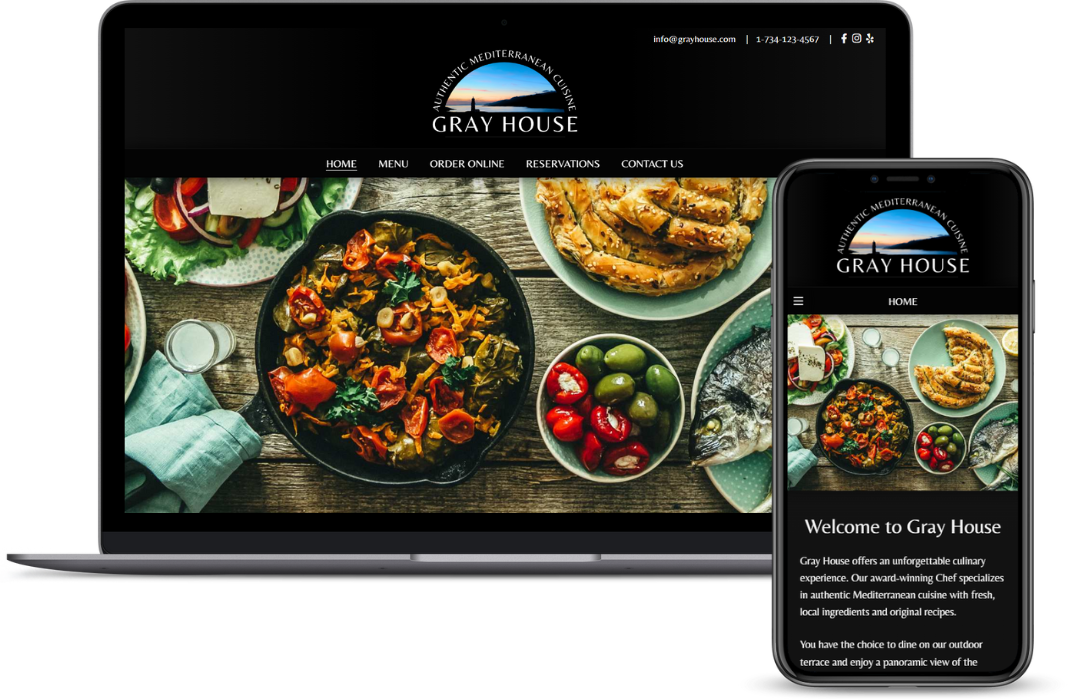 info@grayhouse.com | 1-734-123-4567 |
AUTHENTIC MEDITERRANEAN CUISINE
GRAY HOUSE
HOME MENU ORDER ONLINE RESERVATIONS CONTACT US
AUTHENTIC MEDITERRANEAN CUISINE
GRAY HOUSE
HOME
Welcome to Gray House
Gray House offers an unforgettable culinary
experience. Our award-winning Chef specializes
in authentic Mediterranean cuisine with fresh,
local ingredients and original recipes.
You have the choice to dine on our outdoor
terrace and enjoy a panoramic view of the